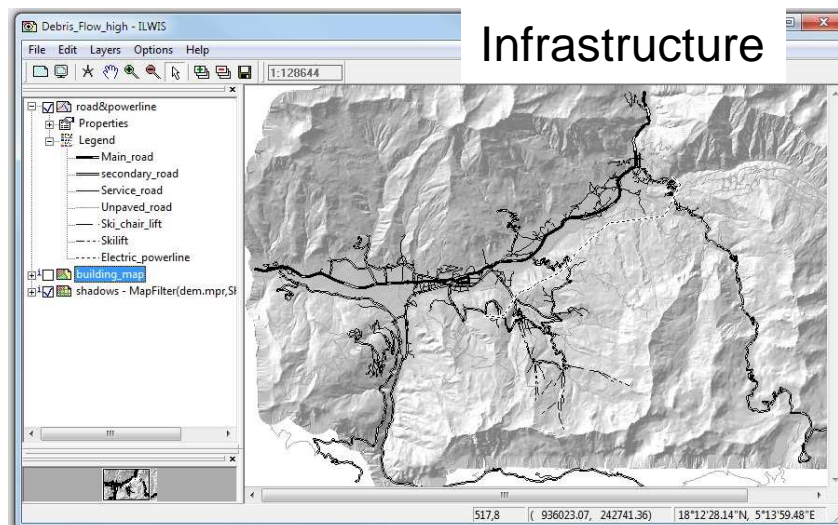 Debris_Flow_high - ILWIS
Infrastructure
File Edit Layers Options Help
1:128644
road&powerline
Properties
Legend
Main_road
secondary_road
Service_road
Unpaved_road
Ski_chair_lift
Skilift
Electric_powerline
building_map
shadows - MapFilter(dem.mpr,Sh
517,8 ( 936023.07, 242741.36) 18°12'28.14"N, 5°13'59.48"E